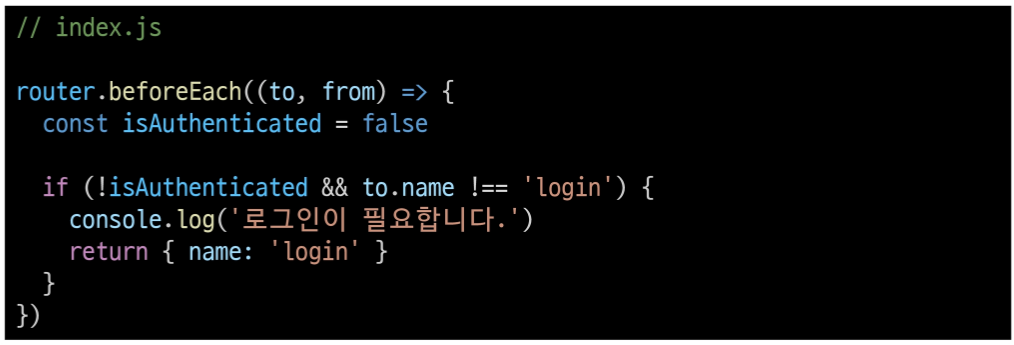 // index.js

router.beforeEach((to, from) => {
  const isAuthenticated = false

  if (!isAuthenticated && to.name !== 'login') {
    console.log('로그인이 필요합니다.')
    return { name: 'login' }
  }
})